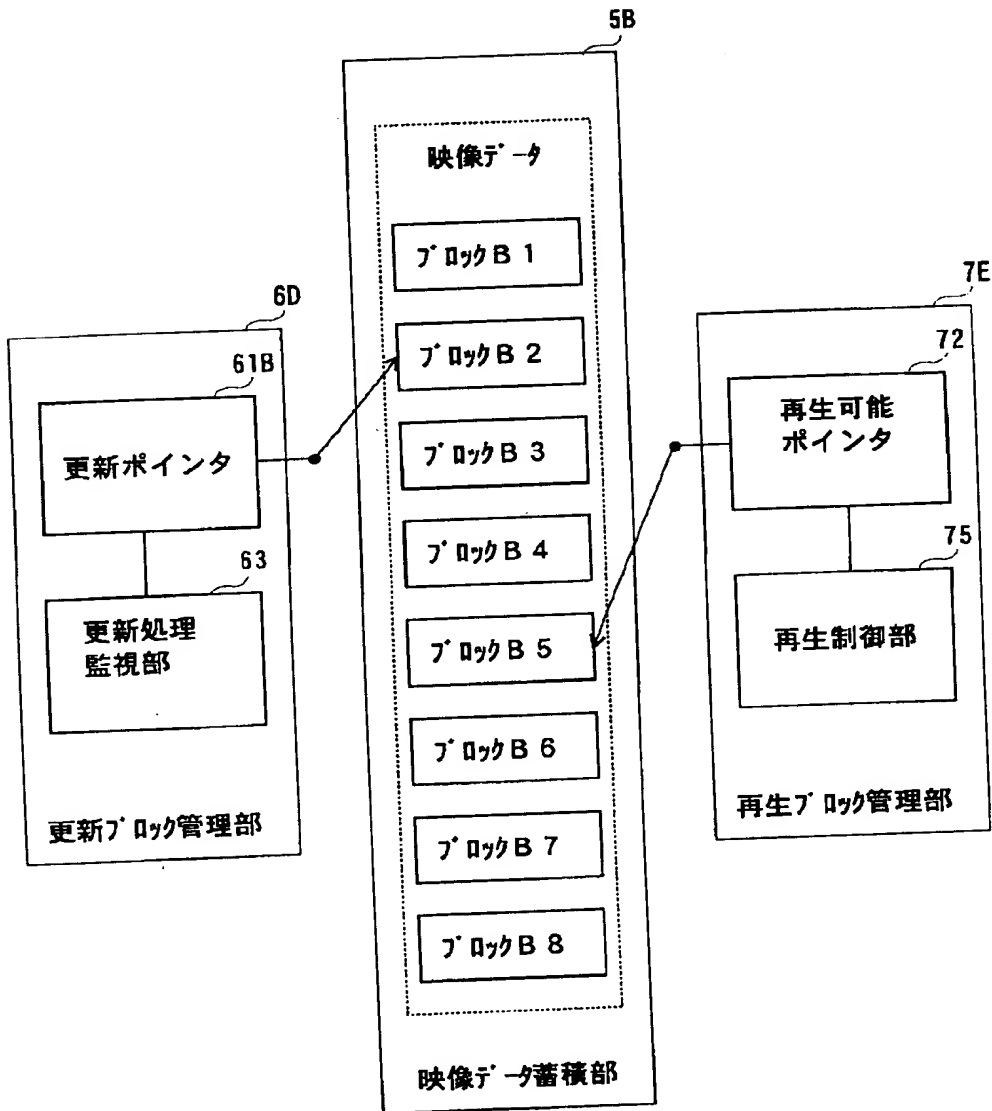 5B
映像データ
ブロックB 1
ブロックB 2
ブロックB 3
ブロックB 4
ブロックB 5
ブロックB 6
ブロックB 7
ブロックB 8
映像データ蓄積部
6D
61B
更新ポインタ
63
更新処理
監視部
更新ブロック管理部
7E
72
再生可能
ポインタ
75
再生制御部
再生ブロック管理部